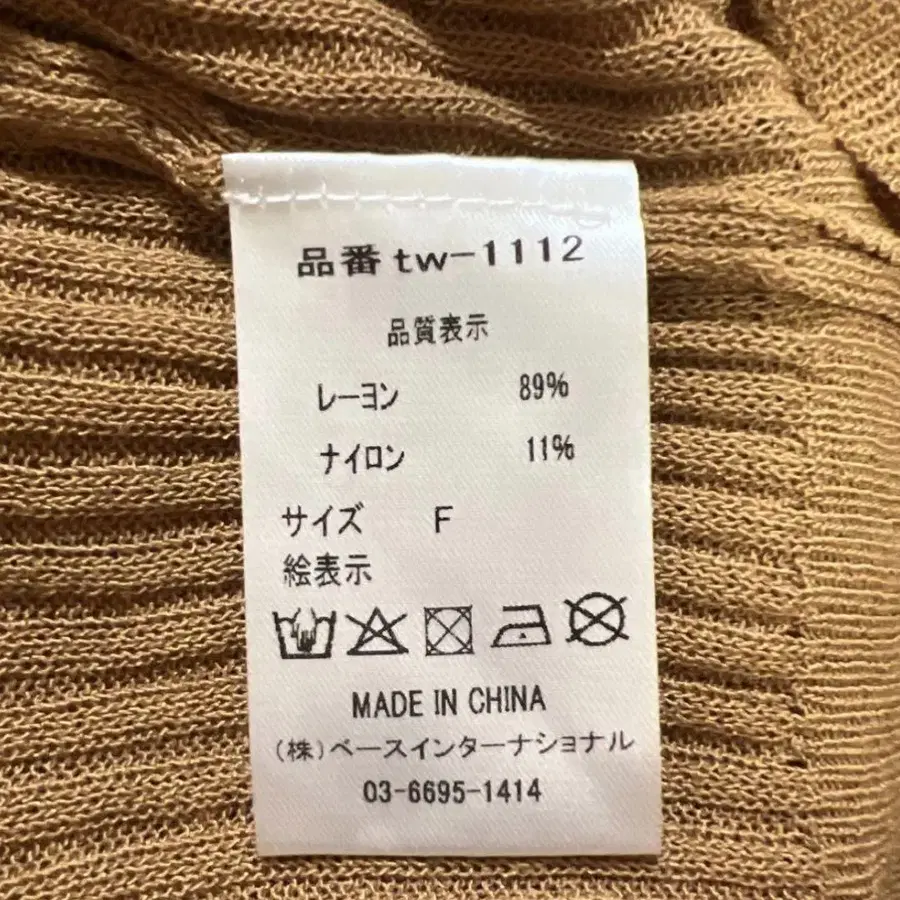 品番tw-1112
品質表示
レーヨン 89%
ナイロン 11%
サイズ F
絵表示
MADE IN CHINA
(株)ベースインターナショナル
03-6695-1414